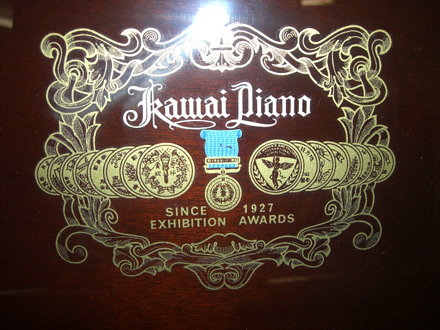 Kawai Piano
SINCE 1927
EXHIBITION AWARDS